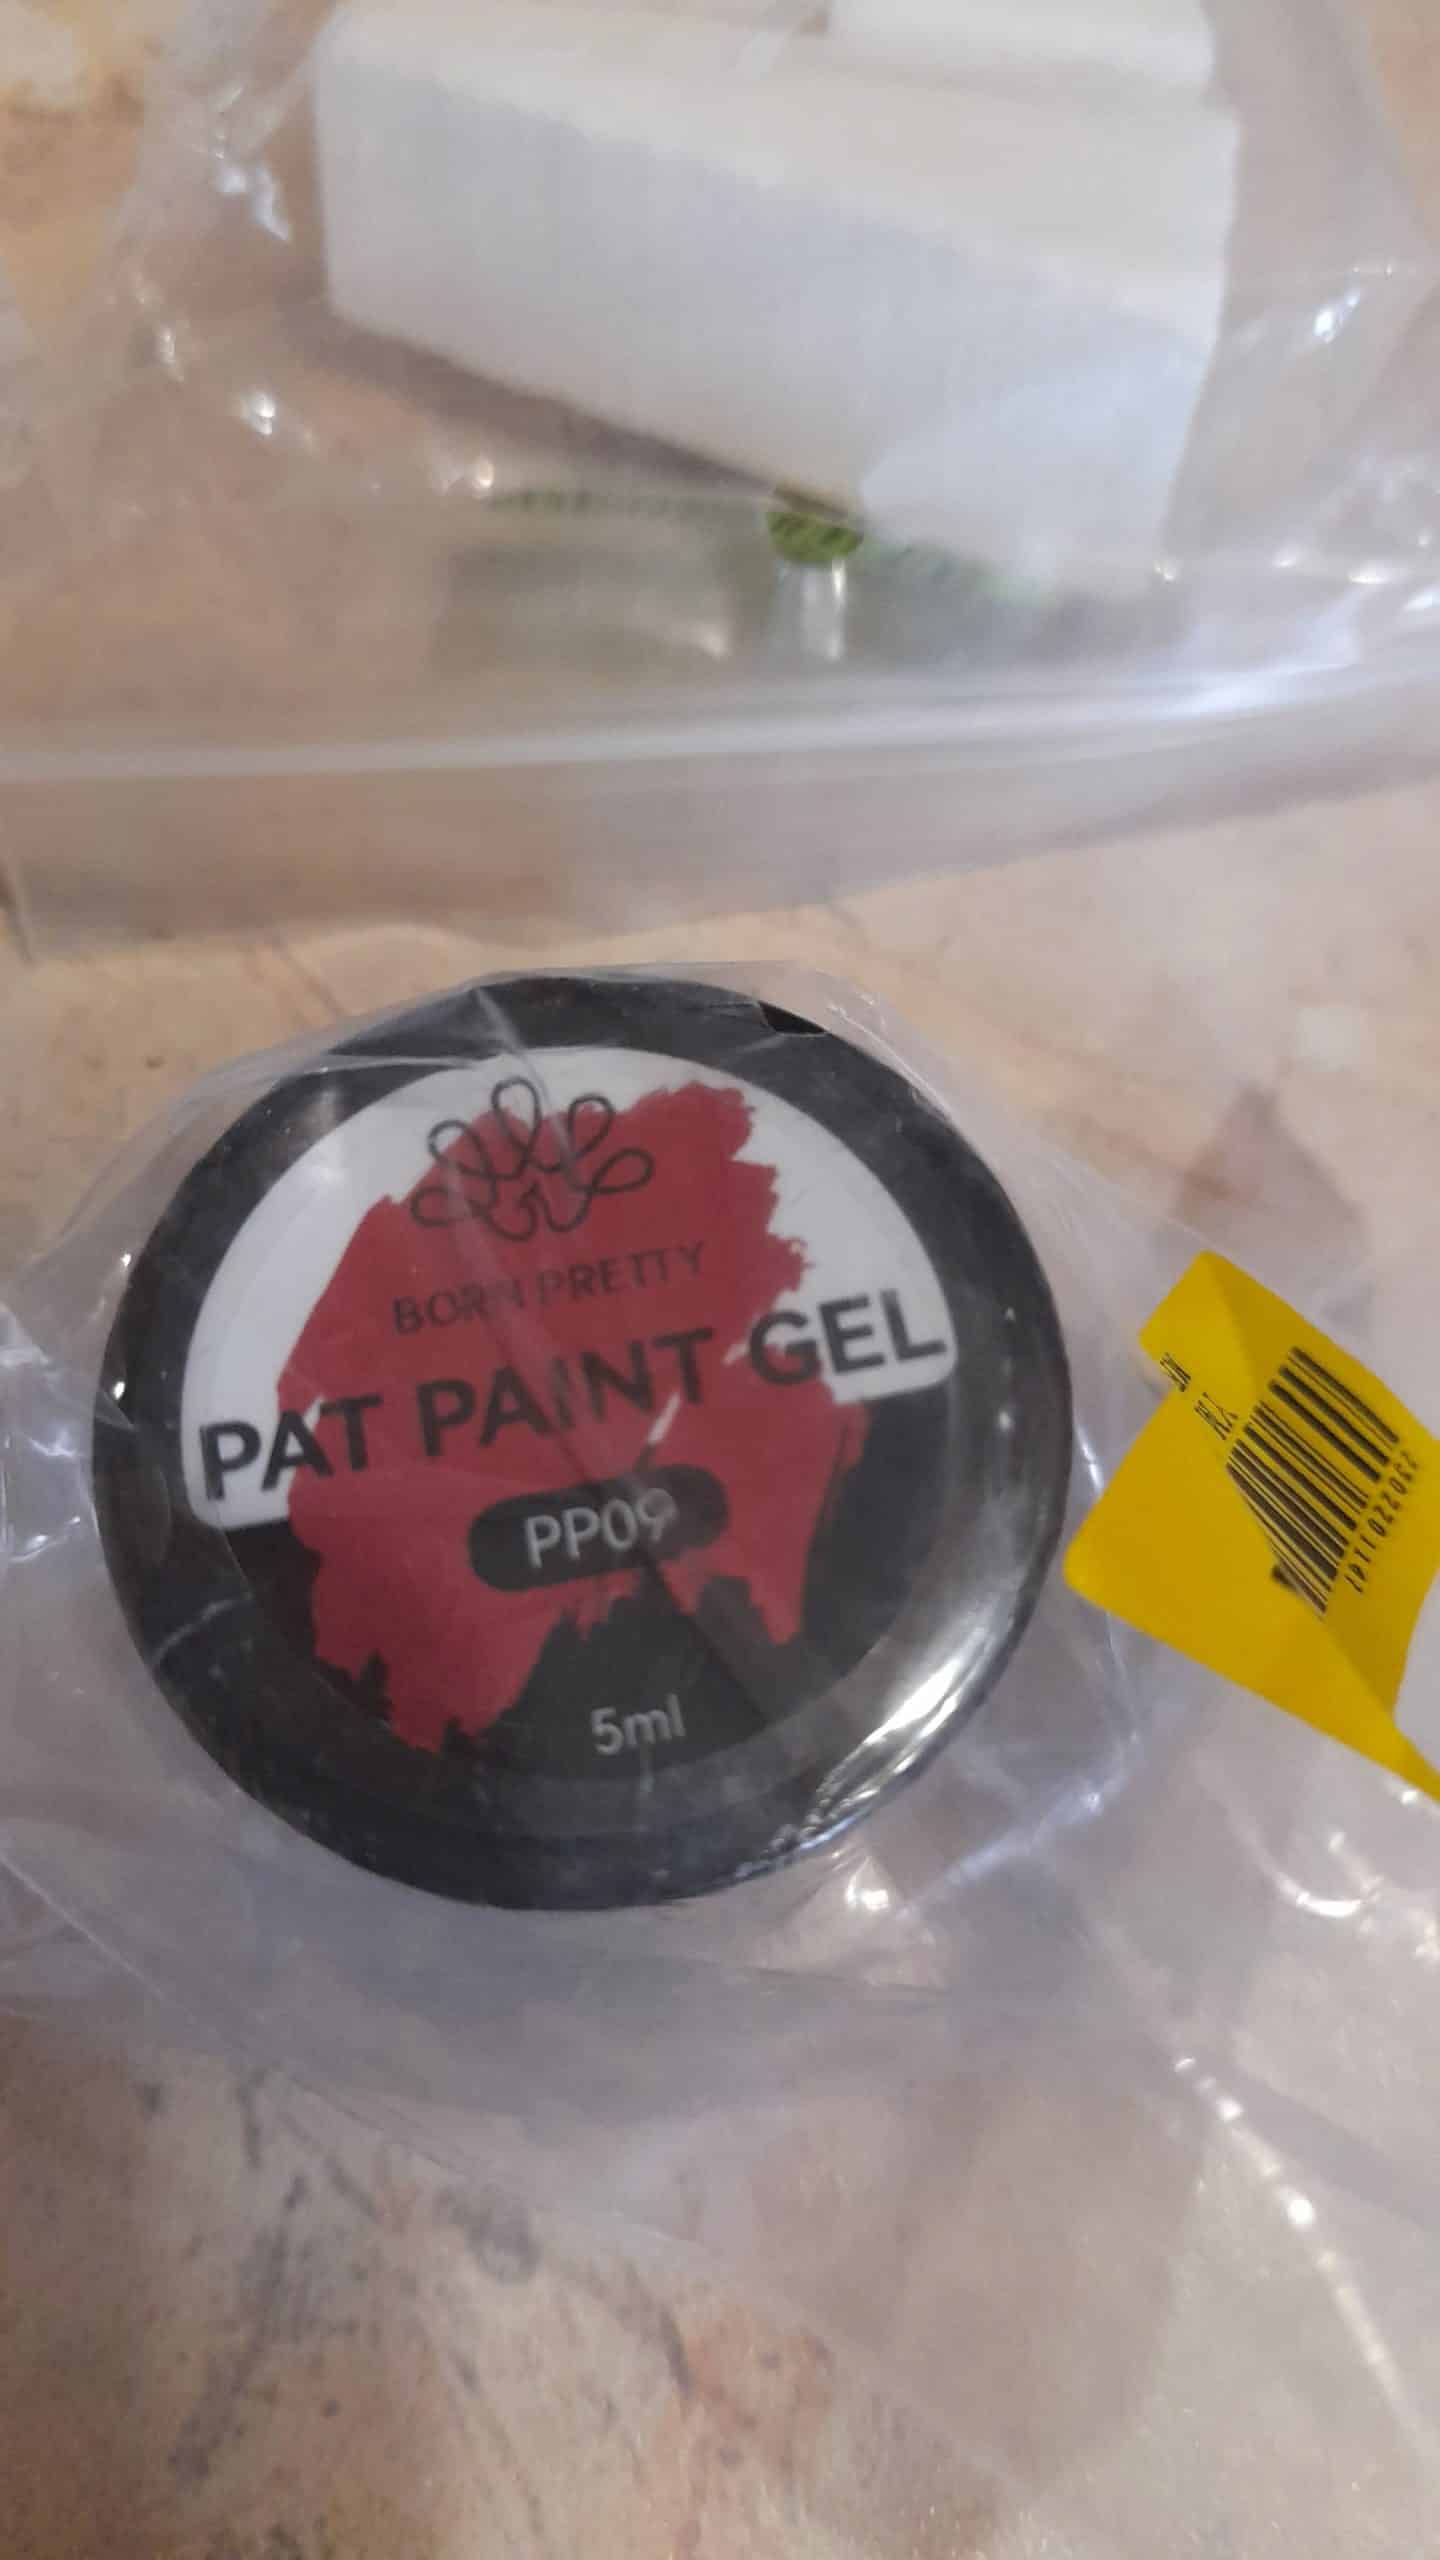 BORN PRETTY
PAT PAINT GEL
PP09
5ml